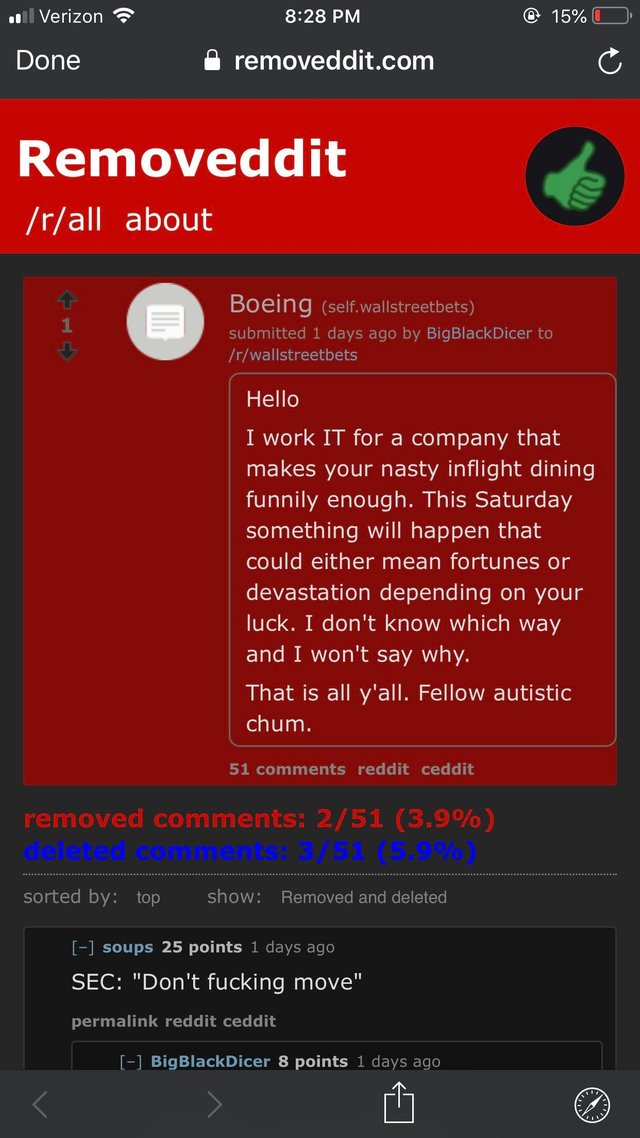 Verizon 8:28 PM 15%
Done removeddit.com
Removeddit
/r/all about
1
Boeing (self.wallstreetbets)
submitted 1 days ago by BigBlackDicer to
/r/wallstreetbets
Hello
I work IT for a company that
makes your nasty inflight dining
funnily enough. This Saturday
something will happen that
could either mean fortunes or
devastation depending on your
luck. I don't know which way
and I won't say why.
That is all y'all. Fellow autistic
chum.
51 comments reddit ceddit
removed comments: 2/51 (3.9%)
deleted comments: 3/51 (5.9%)
sorted by: top show: Removed and deleted
[−] soups 25 points 1 days ago
SEC: "Don't fucking move"
permalink reddit ceddit
[−] BigBlackDicer 8 points 1 days ago